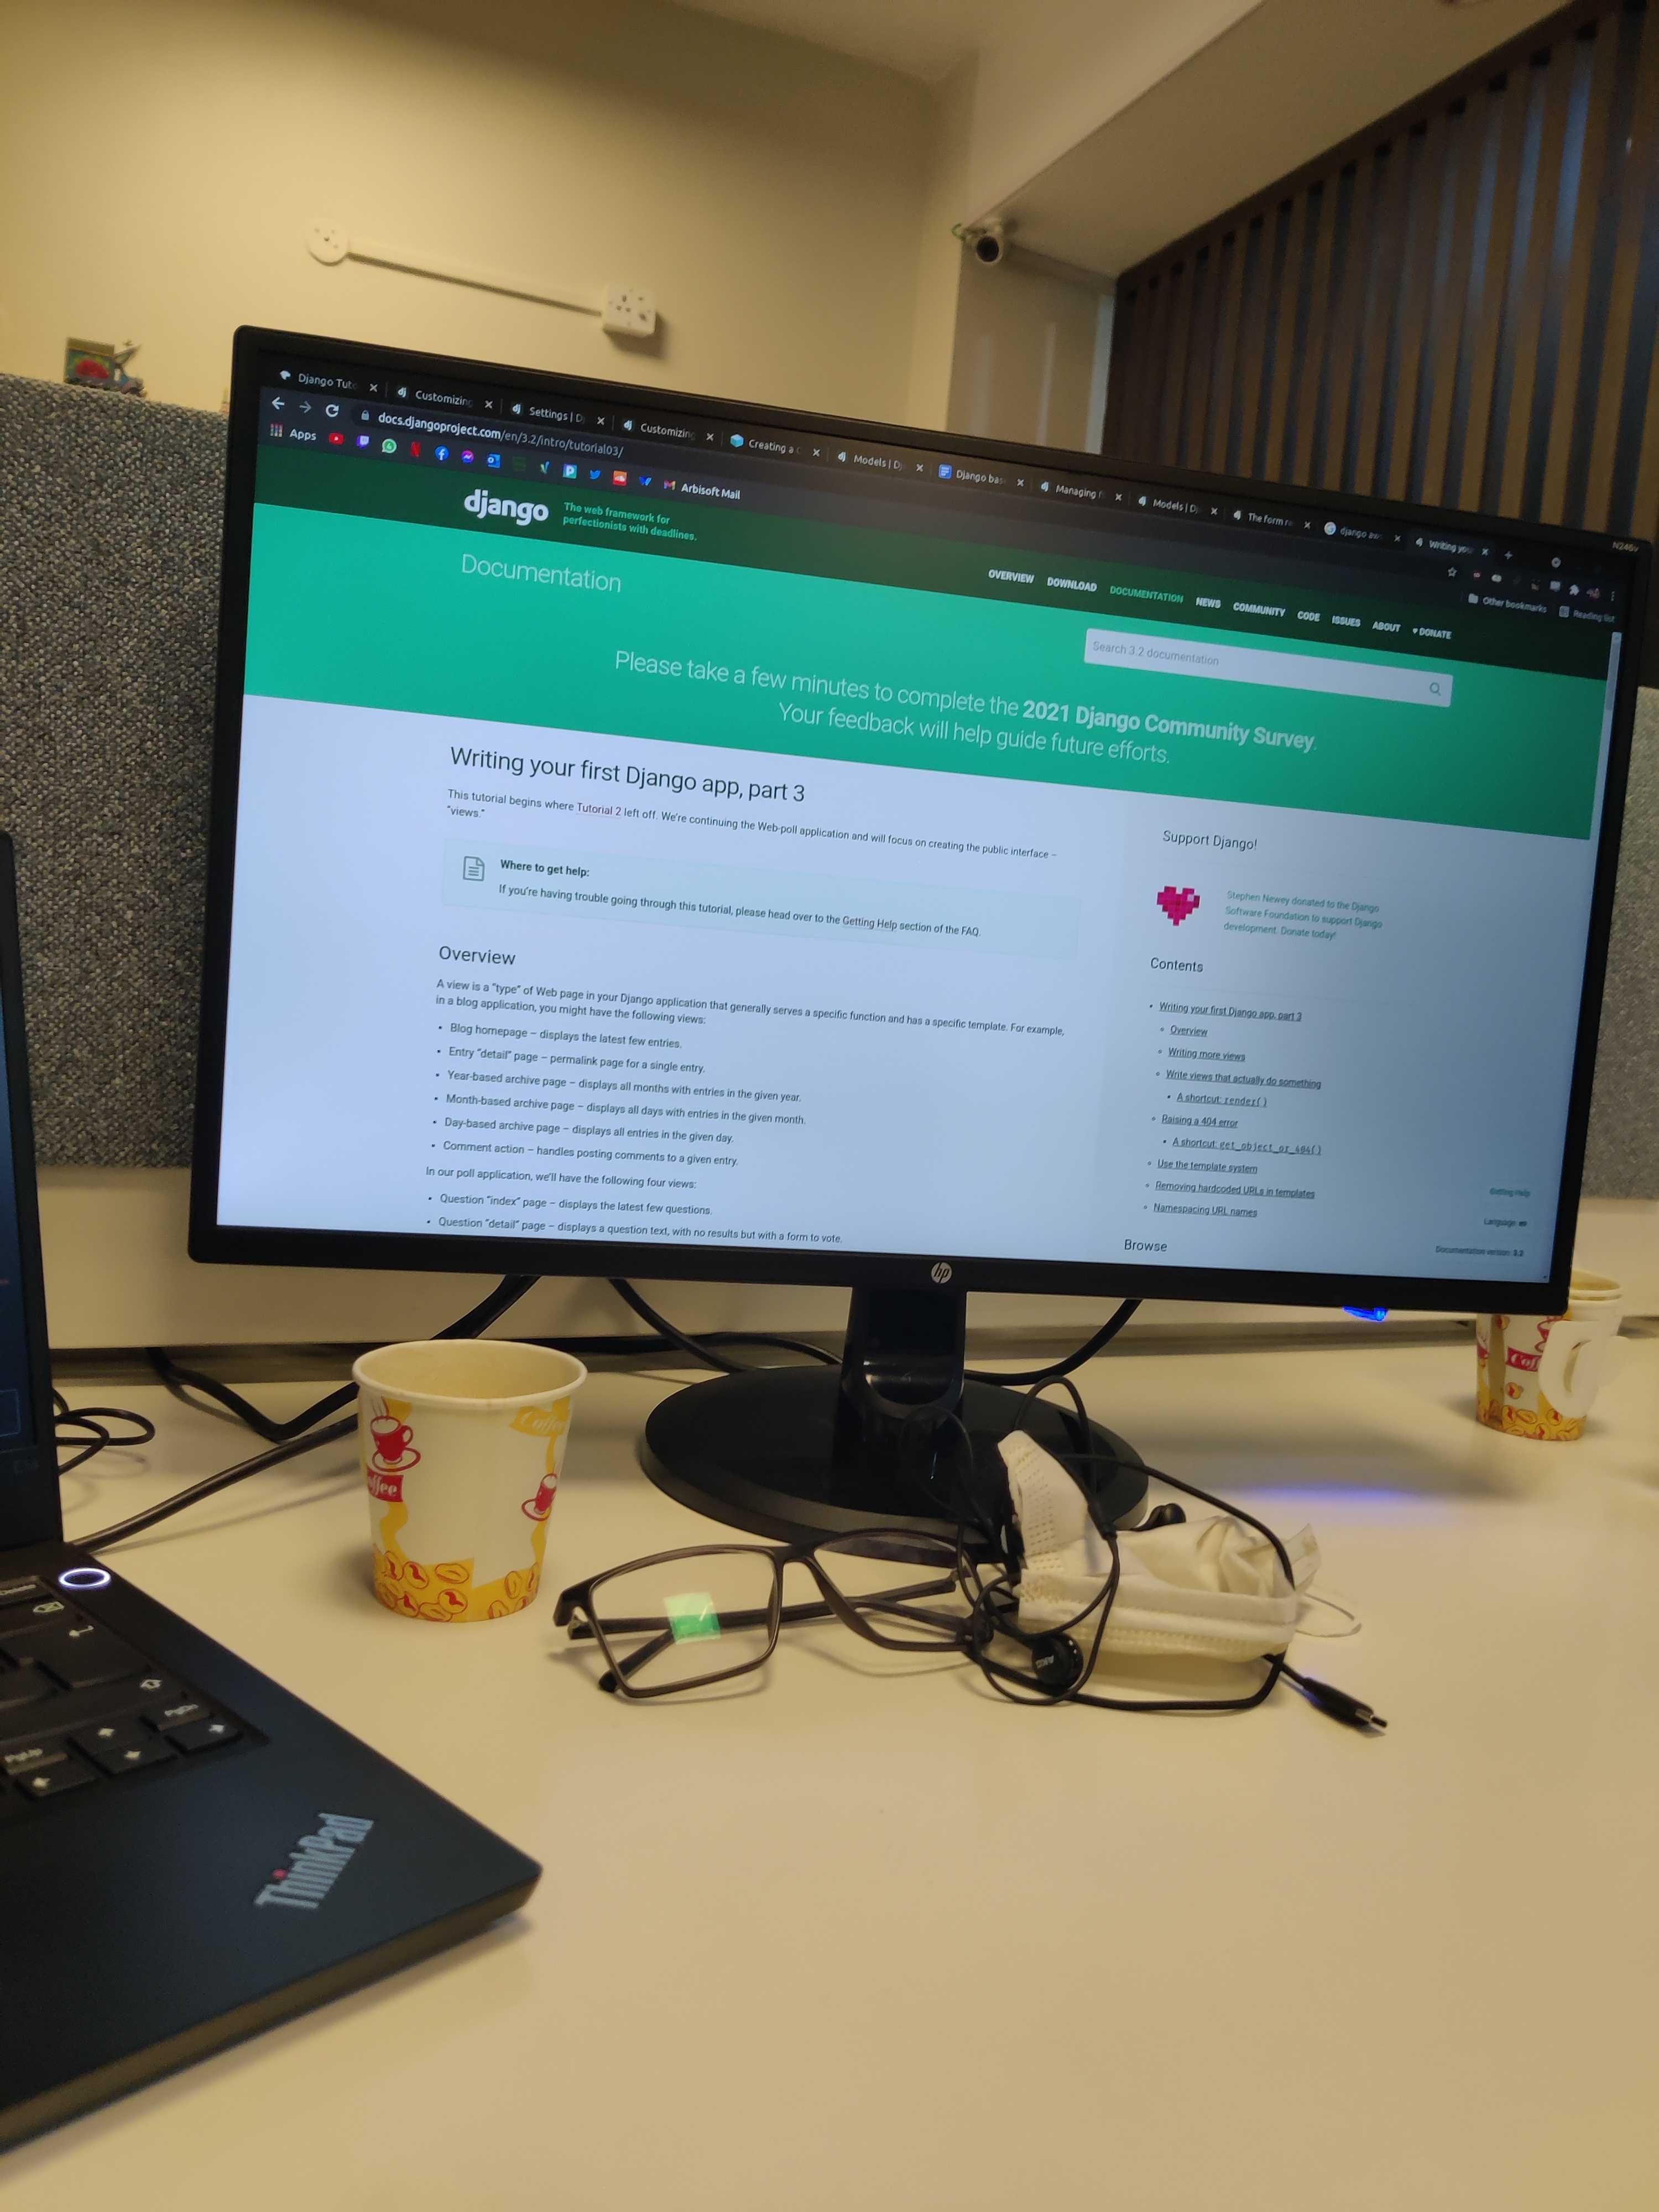 Django Tut
Customizing
Settings | D
Customizing
Creating a C
Models | Dj
Django bas
Managing f
Models | Dj
The form re
Writing you
docs.djangoproject.com/en/3.2/intro/tutorial03/
N246v
Apps
Arbisoft Mail
Other bookmarks
Reading list
django
The web framework for
perfectionists with deadlines.
OVERVIEW DOWNLOAD DOCUMENTATION NEWS COMMUNITY CODE ISSUES ABOUT ♥ DONATE
Documentation
Search 3.2 documentation
Please take a few minutes to complete the 2021 Django Community Survey.
Your feedback will help guide future efforts.
Writing your first Django app, part 3
This tutorial begins where Tutorial 2 left off. We're continuing the Web-poll application and will focus on creating the public interface –
“views.”
Where to get help:
If you're having trouble going through this tutorial, please head over to the Getting Help section of the FAQ.
Overview
A view is a “type” of Web page in your Django application that generally serves a specific function and has a specific template. For example,
in a blog application, you might have the following views:
• Blog homepage – displays the latest few entries.
• Entry “detail” page – permalink page for a single entry.
• Year-based archive page – displays all months with entries in the given year.
• Month-based archive page – displays all days with entries in the given month.
• Day-based archive page – displays all entries in the given day.
• Comment action – handles posting comments to a given entry.
In our poll application, we'll have the following four views:
• Question “index” page – displays the latest few questions.
• Question “detail” page – displays a question text, with no results but with a form to vote.
Support Django!
Stephen Newey donated to the Django
Software Foundation to support Django
development. Donate today!
Contents
• Writing your first Django app, part 3
Overview
Writing more views
Write views that actually do something
• A shortcut: render()
Raising a 404 error
• A shortcut: get_object_or_404()
Use the template system
Removing hardcoded URLs in templates
Namespacing URL names
Browse
Getting Help
Language: en
Documentation version: 3.2
hp
Coffee
offee
Cof
AKG
PgUp
PgDn
ThinkPad